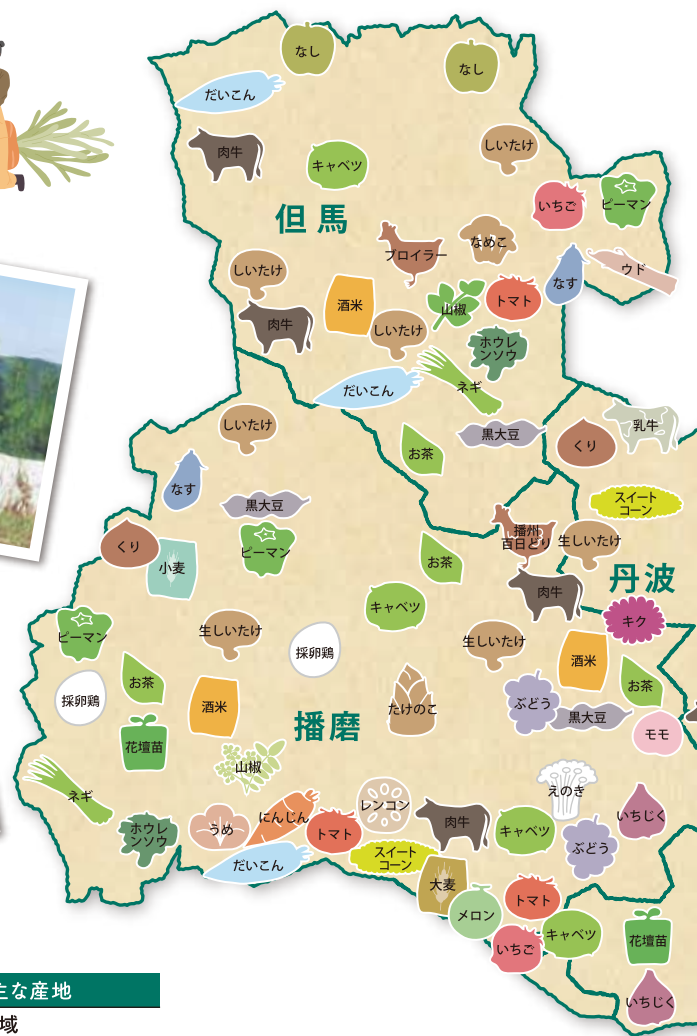 なし
なし
だいこん
肉牛
キャベツ
しいたけ
いちご
ピーマン
但馬
ブロイラー
なめこ
しいたけ
なす
ウド
酒米
山椒
トマト
肉牛
しいたけ
ホウレ
ンソウ
だいこん
ネギ
しいたけ
お茶
黒大豆
くり
乳牛
なす
黒大豆
スイート
コーン
くり
小麦
ピーマン
お茶
播州
百日どり
生しいたけ
丹波
肉牛
キャベツ
キク
ピーマン
生しいたけ
採卵鶏
生しいたけ
酒米
お茶
採卵鶏
お茶
酒米
たけのこ
ぶどう
黒大豆
モモ
播磨
花壇苗
山椒
ネギ
えのき
レンコン
いちじく
ホウレ
ンソウ
うめ
にんじん
トマト
肉牛
キャベツ
ぶどう
だいこん
スイート
コーン
大麦
メロン
トマト
いちご
キャベツ
花壇苗
いちじく
主な産地
域